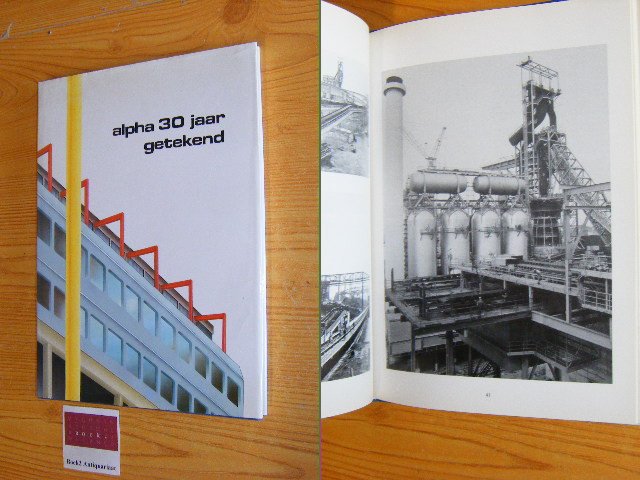 alpha 30 jaar
getekend
Boek2 Antiquariaat